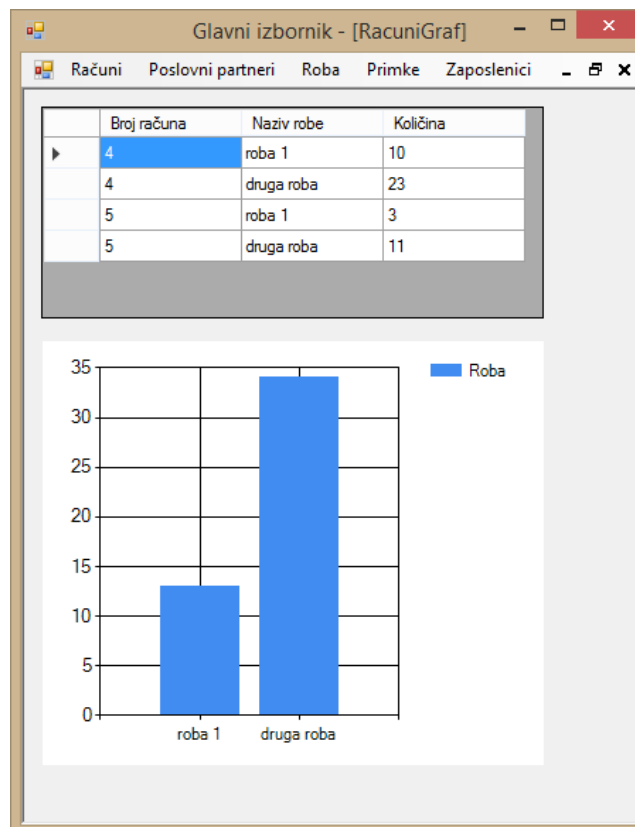 Glavni izbornik - [RacuniGraf]
Računi Poslovni partneri Roba Primke Zaposlenici
Broj računa Naziv robe Količina
4 roba 1 10
4 druga roba 23
5 roba 1 3
5 druga roba 11
35 Roba
30
25
20
15
10
5
0
roba 1 druga roba